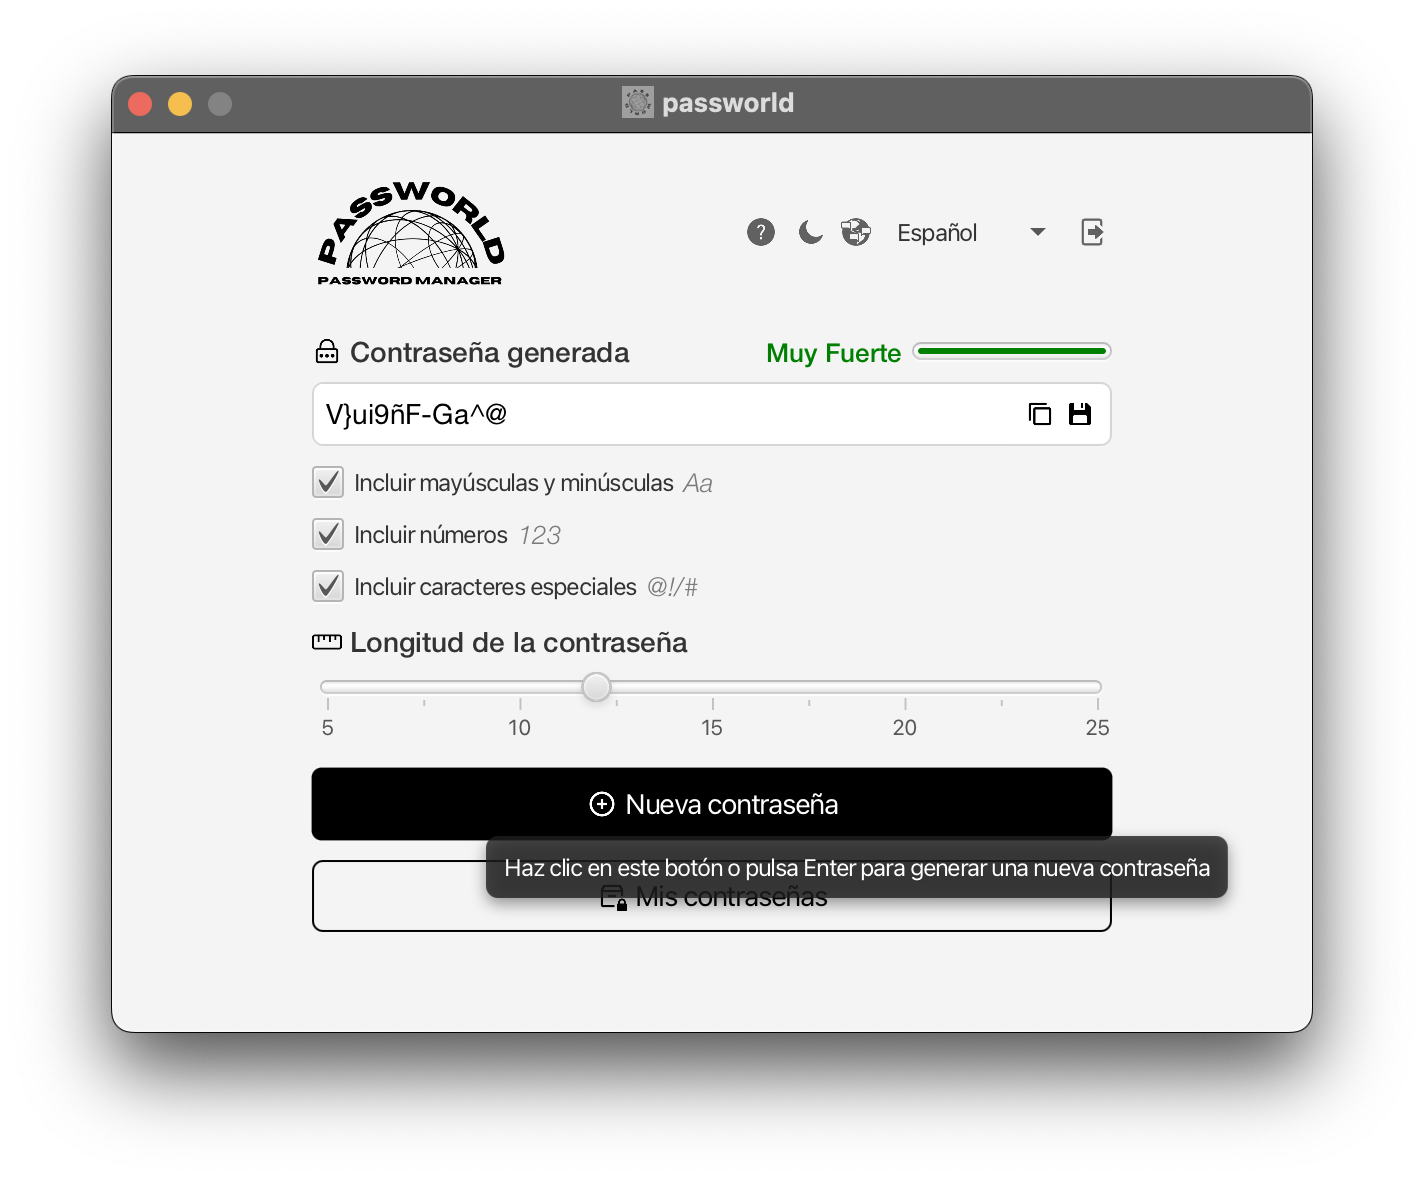 passworld
PASSWORLD
PASSWORD MANAGER
? Español
Contraseña generada Muy Fuerte
V}ui9ñF-Ga^@
Incluir mayúsculas y minúsculas Aa
Incluir números 123
Incluir caracteres especiales @!/#
Longitud de la contraseña
5 10 15 20 25
Nueva contraseña
Haz clic en este botón o pulsa Enter para generar una nueva contraseña
Mis contraseñas